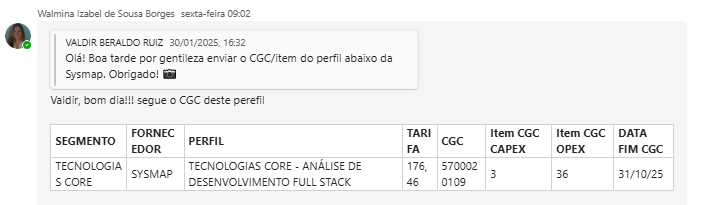 Walmina Izabel de Sousa Borges sexta-feira 09:02
VALDIR BERALDO RUIZ 30/01/2025, 16:32
Olá! Boa tarde por gentileza enviar o CGC/item do perfil abaixo da
Sysmap. Obrigado! 📷
Valdir, bom dia!!! segue o CGC deste perefil
SEGMENTO FORNEC
EDOR PERFIL TARI
FA CGC Item CGC
CAPEX Item CGC
OPEX DATA
FIM CGC
TECNOLOGIA
S CORE SYSMAP TECNOLOGIAS CORE - ANÁLISE DE
DESENVOLVIMENTO FULL STACK 176,
46 570002
0109 3 36 31/10/25